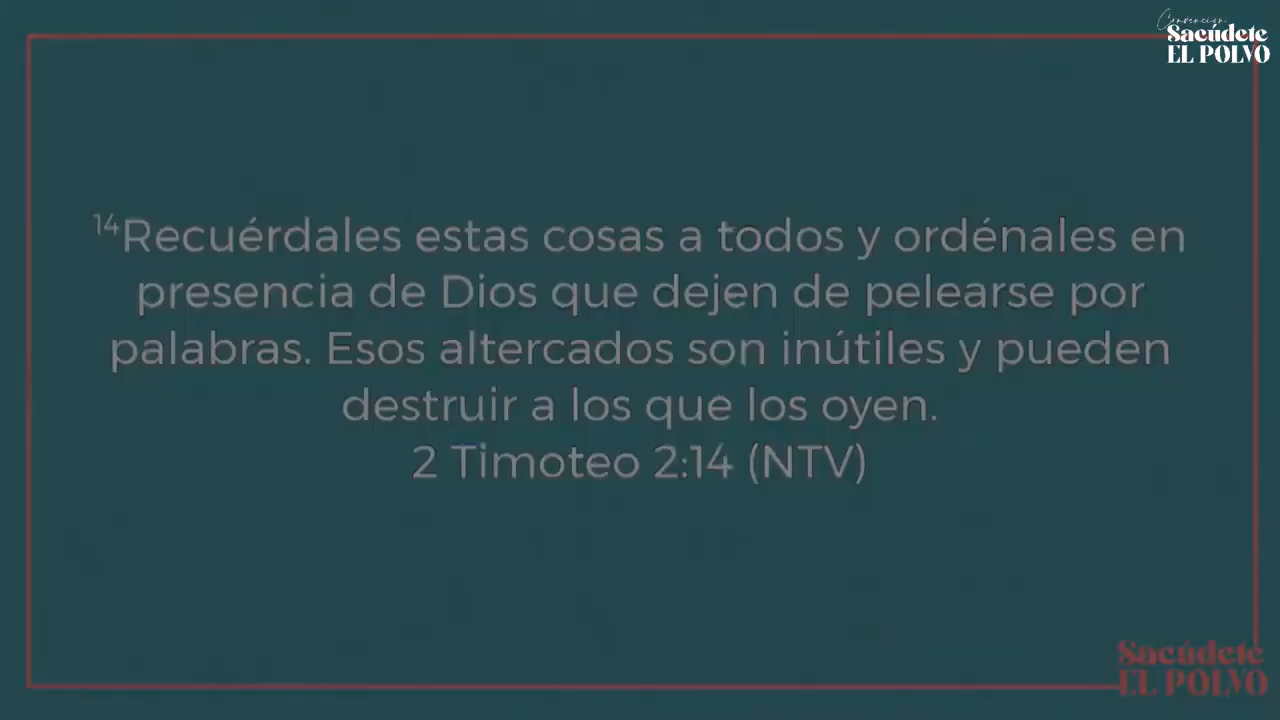 Convención
Sacúdete
EL POLVO
¹⁴Recuérdales estas cosas a todos y ordénales en
presencia de Dios que dejen de pelearse por
palabras. Esos altercados son inútiles y pueden
destruir a los que los oyen.
2 Timoteo 2:14 (NTV)
Sacúdete
EL POLVO